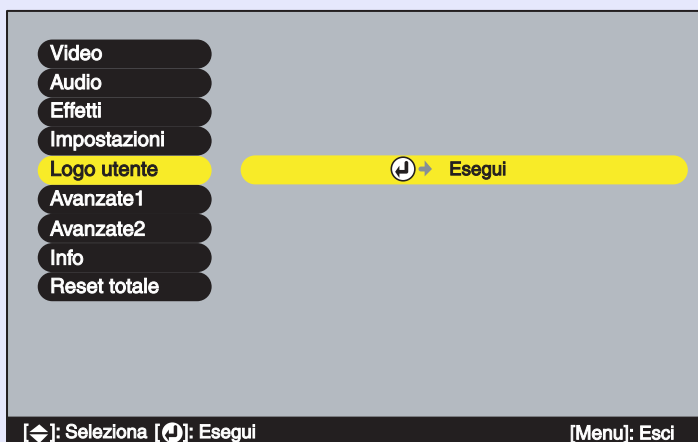 Video
Audio
Effetti
Impostazioni
Logo utente
Esegui
Avanzate1
Avanzate2
Info
Reset totale
[]: Seleziona []: Esegui
[Menu]: Esci